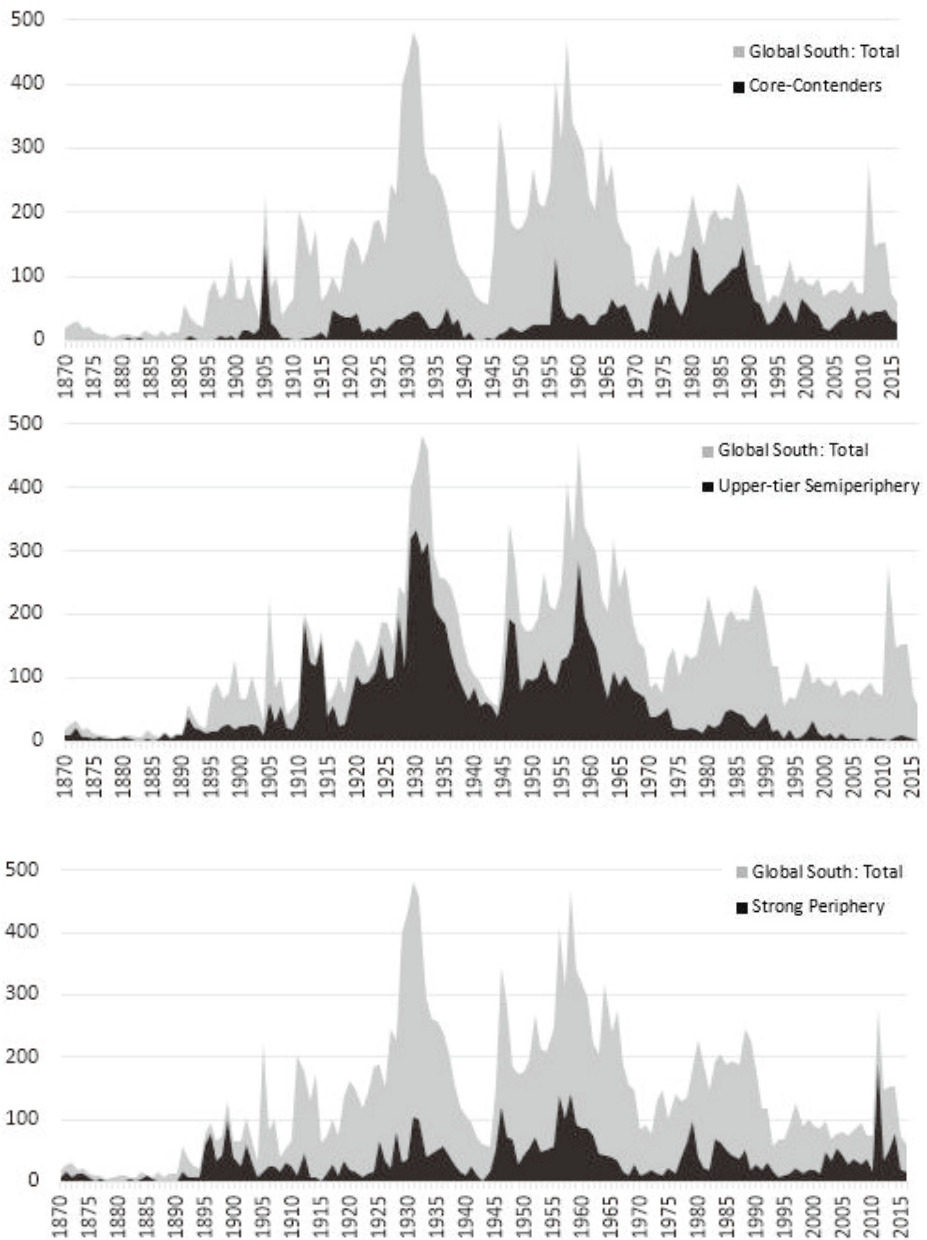 500
400
300
200
100
0
Global South: Total
Core-Contenders
1870 1875 1880 1885 1890 1895 1900 1905 1910 1915 1920 1925 1930 1935 1940 1945 1950 1955 1960 1965 1970 1975 1980 1985 1990 1995 2000 2005 2010 2015
500
400
300
200
100
0
Global South: Total
Upper-tier Semiperiphery
1870 1875 1880 1885 1890 1895 1900 1905 1910 1915 1920 1925 1930 1935 1940 1945 1950 1955 1960 1965 1970 1975 1980 1985 1990 1995 2000 2005 2010 2015
500
400
300
200
100
0
Global South: Total
Strong Periphery
1870 1875 1880 1885 1890 1895 1900 1905 1910 1915 1920 1925 1930 1935 1940 1945 1950 1955 1960 1965 1970 1975 1980 1985 1990 1995 2000 2005 2010 2015